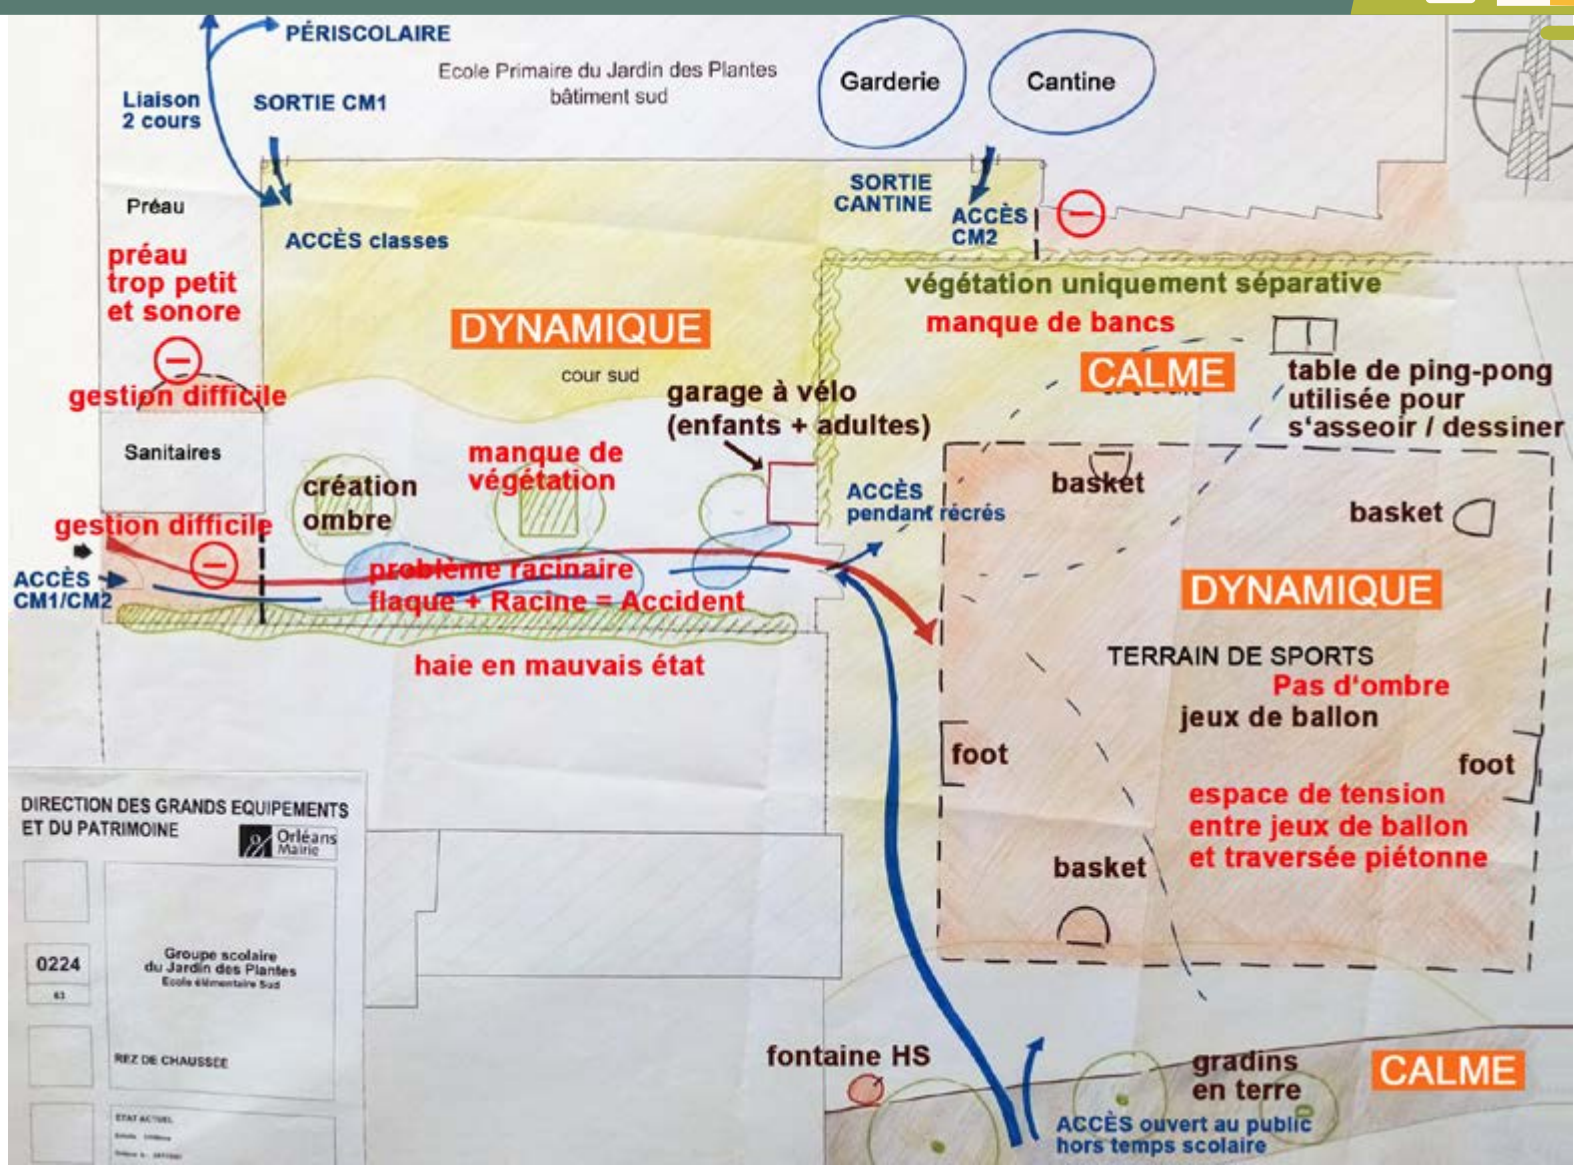 PÉRISCOLAIRE
Ecole Primaire du Jardin des Plantes
bâtiment sud
Garderie
Cantine
N
Liaison
2 cours
SORTIE CM1
Préau
ACCÈS classes
SORTIE
CANTINE
ACCÈS
CM2
préau
trop petit
et sonore
gestion difficile
végétation uniquement séparative
manque de bancs
DYNAMIQUE
cour sud
CALME
table de ping-pong
utilisée pour
s'asseoir / dessiner
garage à vélo
(enfants + adultes)
Sanitaires
manque de
végétation
création
ombre
gestion difficile
ACCÈS
pendant récrés
basket
basket
ACCÈS
CM1/CM2
problème racinaire
flaque + Racine = Accident
haie en mauvais état
DYNAMIQUE
TERRAIN DE SPORTS
Pas d'ombre
jeux de ballon
foot
foot
espace de tension
entre jeux de ballon
et traversée piétonne
basket
DIRECTION DES GRANDS EQUIPEMENTS
ET DU PATRIMOINE
Orléans
Mairie
0224
63
Groupe scolaire
du Jardin des Plantes
Ecole élémentaire Sud
REZ DE CHAUSSEE
ETAT ACTUEL
fontaine HS
gradins
en terre
CALME
ACCÈS ouvert au public
hors temps scolaire